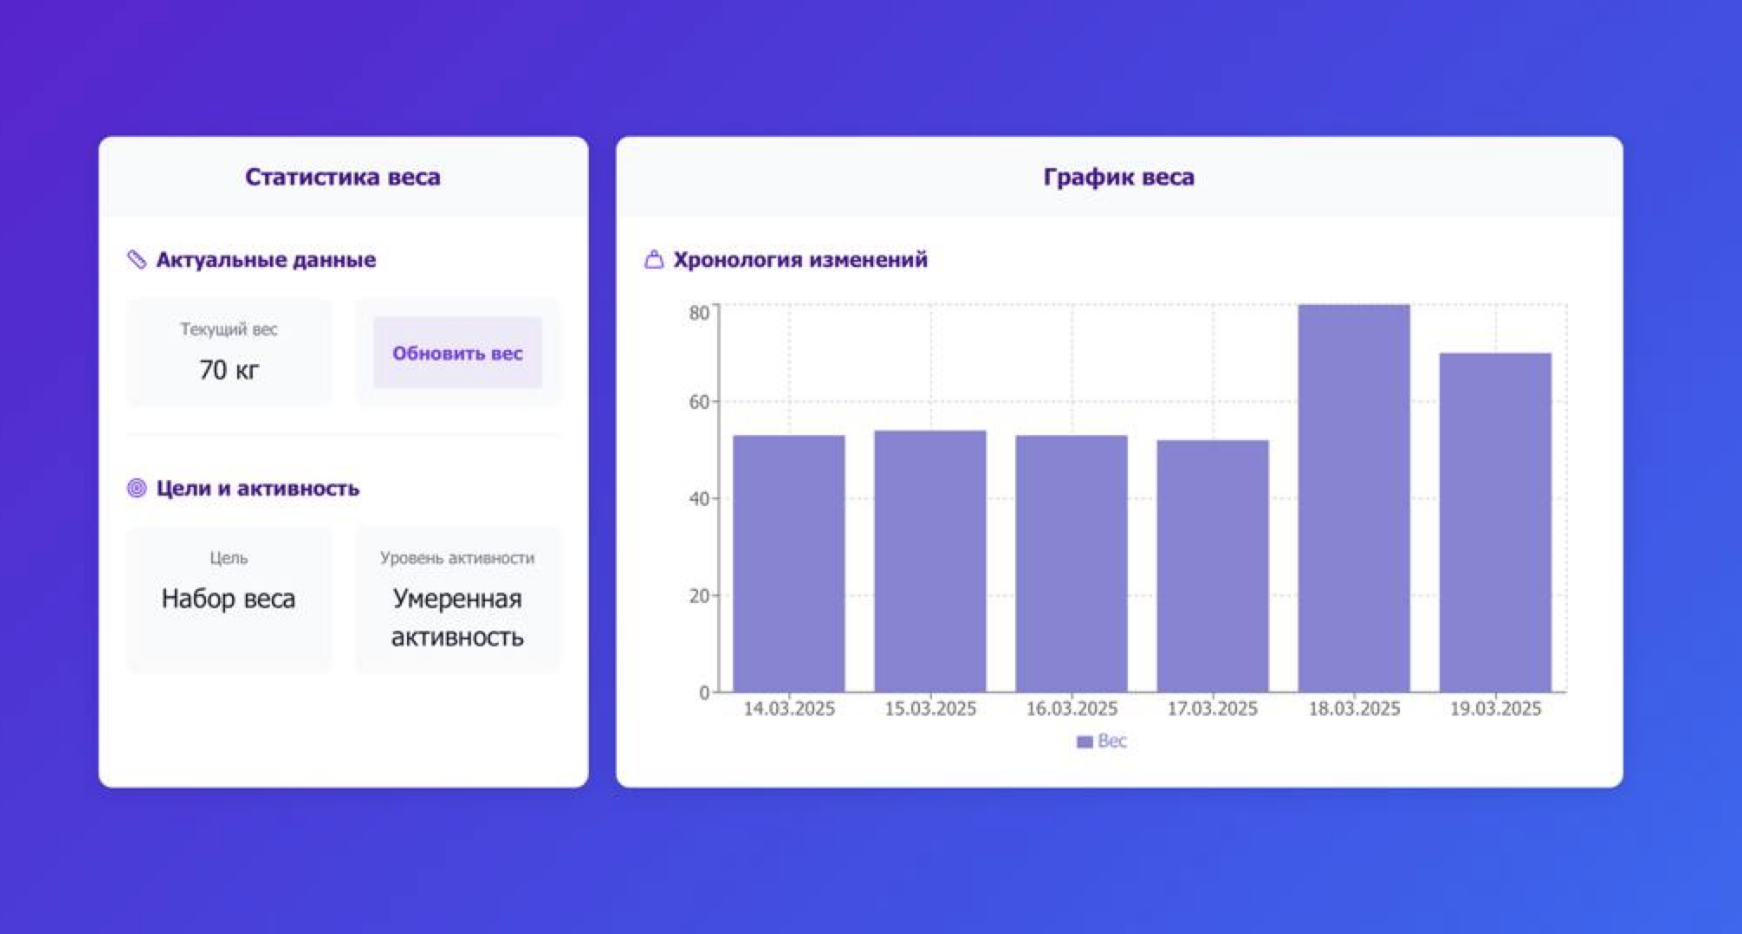 Статистика веса
Актуальные данные
Текущий вес
70 кг
Обновить вес
Цели и активность
Цель
Набор веса
Уровень активности
Умеренная
активность
График веса
Хронология изменений
80
60
40
20
0
14.03.2025 15.03.2025 16.03.2025 17.03.2025 18.03.2025 19.03.2025
Вес